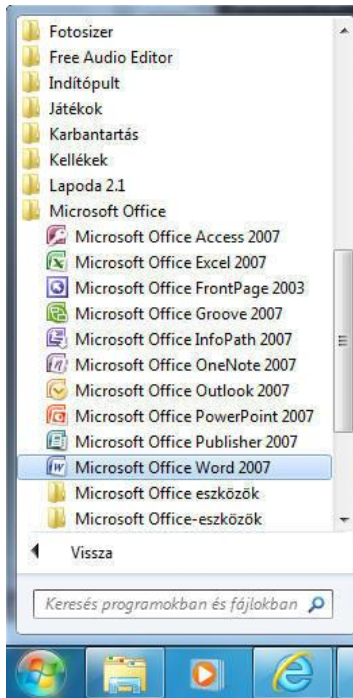 Fotosizer
Free Audio Editor
Indítópult
Játékok
Karbantartás
Kellékek
Lapoda 2.1
Microsoft Office
Microsoft Office Access 2007
Microsoft Office Excel 2007
Microsoft Office FrontPage 2003
Microsoft Office Groove 2007
Microsoft Office InfoPath 2007
Microsoft Office OneNote 2007
Microsoft Office Outlook 2007
Microsoft Office PowerPoint 2007
Microsoft Office Publisher 2007
Microsoft Office Word 2007
Microsoft Office eszközök
Microsoft Office-eszközök
Vissza
Keresés programokban és fájlokban